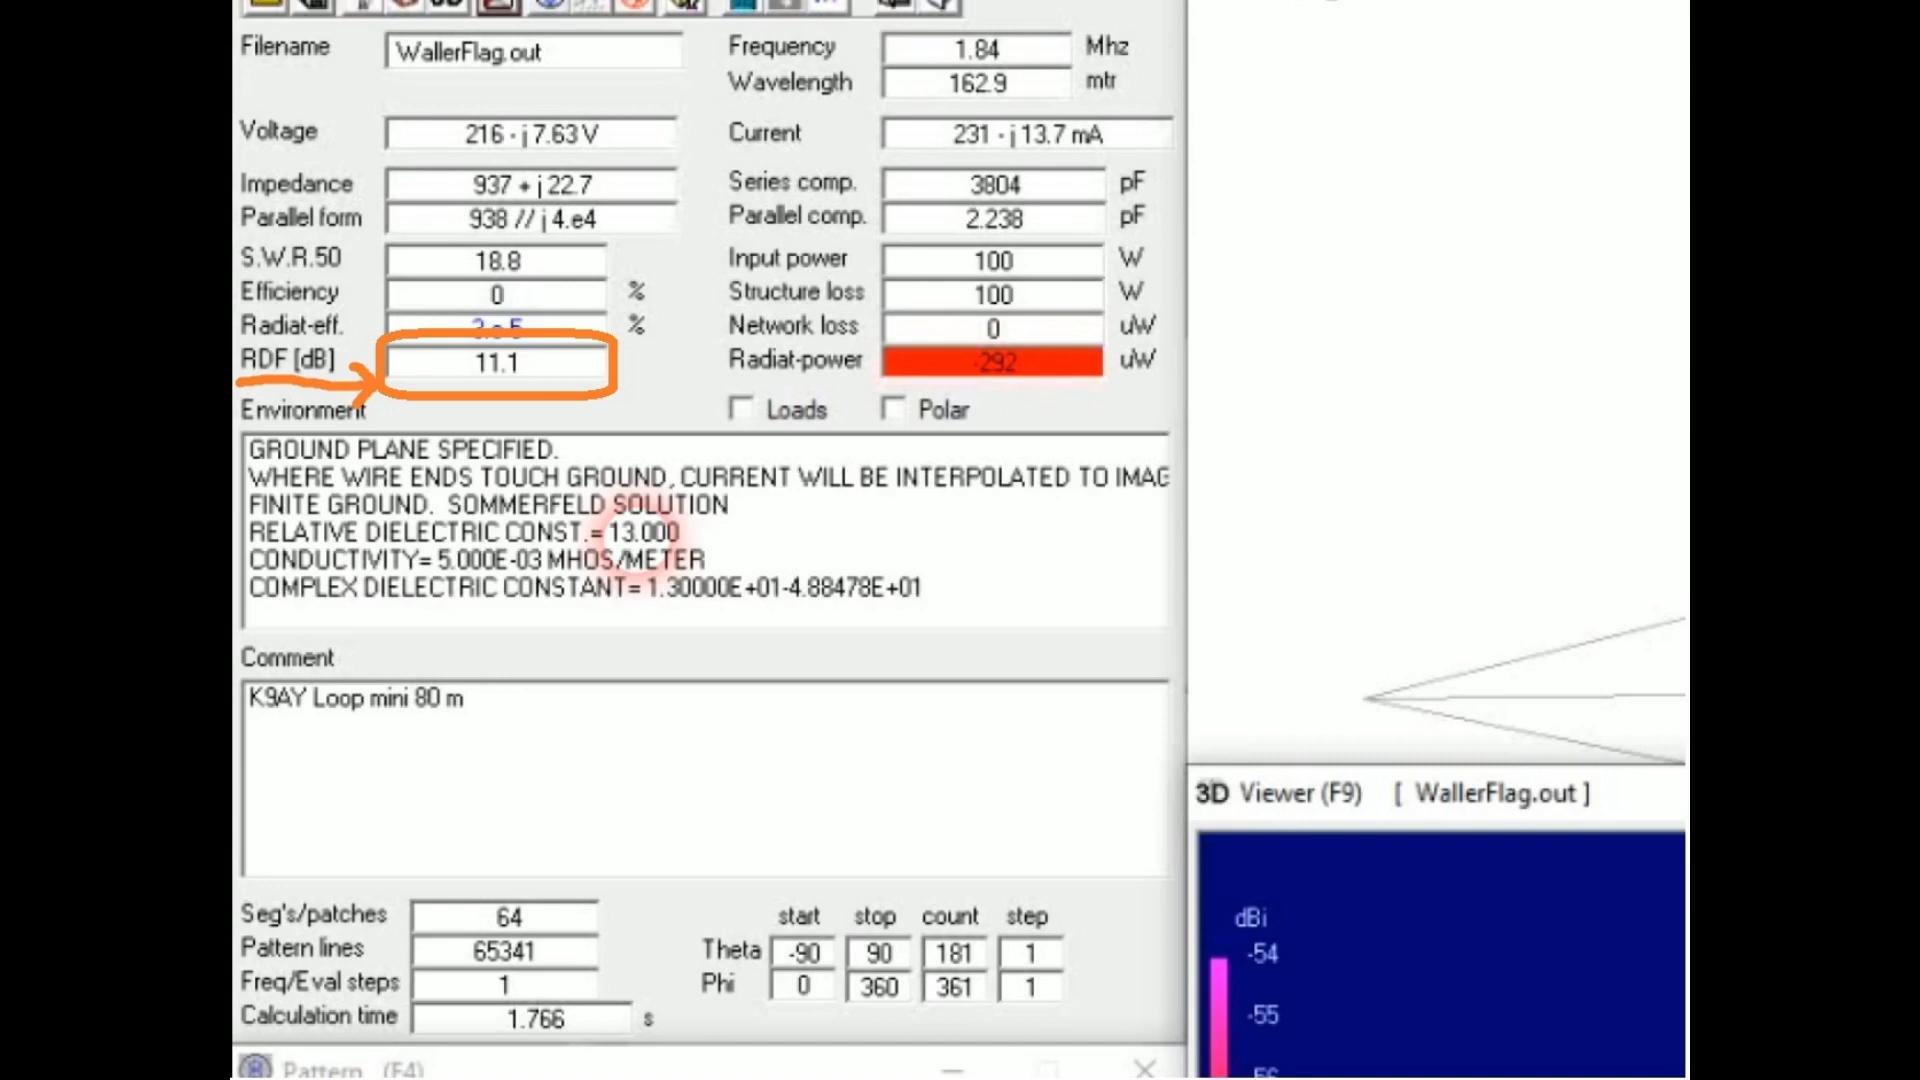 Filename WallerFlag.out Frequency 1.84 Mhz
Wavelength 162.9 mtr
Voltage 216 - j 7.63 V Current 231 - j 13.7 mA
Impedance 937 + j 22.7 Series comp. 3804 pF
Parallel form 938 // j 4.e4 Parallel comp. 2.238 pF
S.W.R.50 18.8 Input power 100 W
Efficiency 0 % Structure loss 100 W
Radiat-eff. % Network loss 0 uW
RDF [dB] 11.1 Radiat-power -292 uW
Environment Loads Polar
GROUND PLANE SPECIFIED.
WHERE WIRE ENDS TOUCH GROUND, CURRENT WILL BE INTERPOLATED TO IMAG
FINITE GROUND. SOMMERFELD SOLUTION
RELATIVE DIELECTRIC CONST.= 13.000
CONDUCTIVITY= 5.000E-03 MHOS/METER
COMPLEX DIELECTRIC CONSTANT= 1.30000E+01-4.88478E+01
Comment
K9AY Loop mini 80 m
3D Viewer (F9) [ WallerFlag.out ]
dBi
-54
-55
-56
Seg's/patches 64 start stop count step
Pattern lines 65341 Theta -90 90 181 1
Freq/Eval steps 1 Phi 0 360 361 1
Calculation time 1.766 s
Pattern (F4)